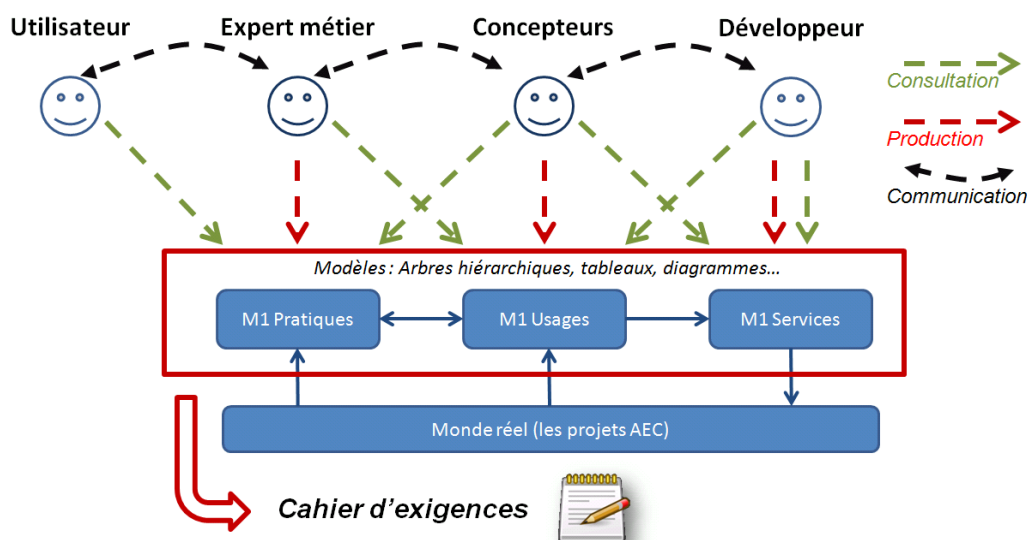 Utilisateur
Expert métier
Concepteurs
Développeur
Consultation
Production
Communication
Modèles : Arbres hiérarchiques, tableaux, diagrammes...
M1 Pratiques
M1 Usages
M1 Services
Monde réel (les projets AEC)
Cahier d'exigences